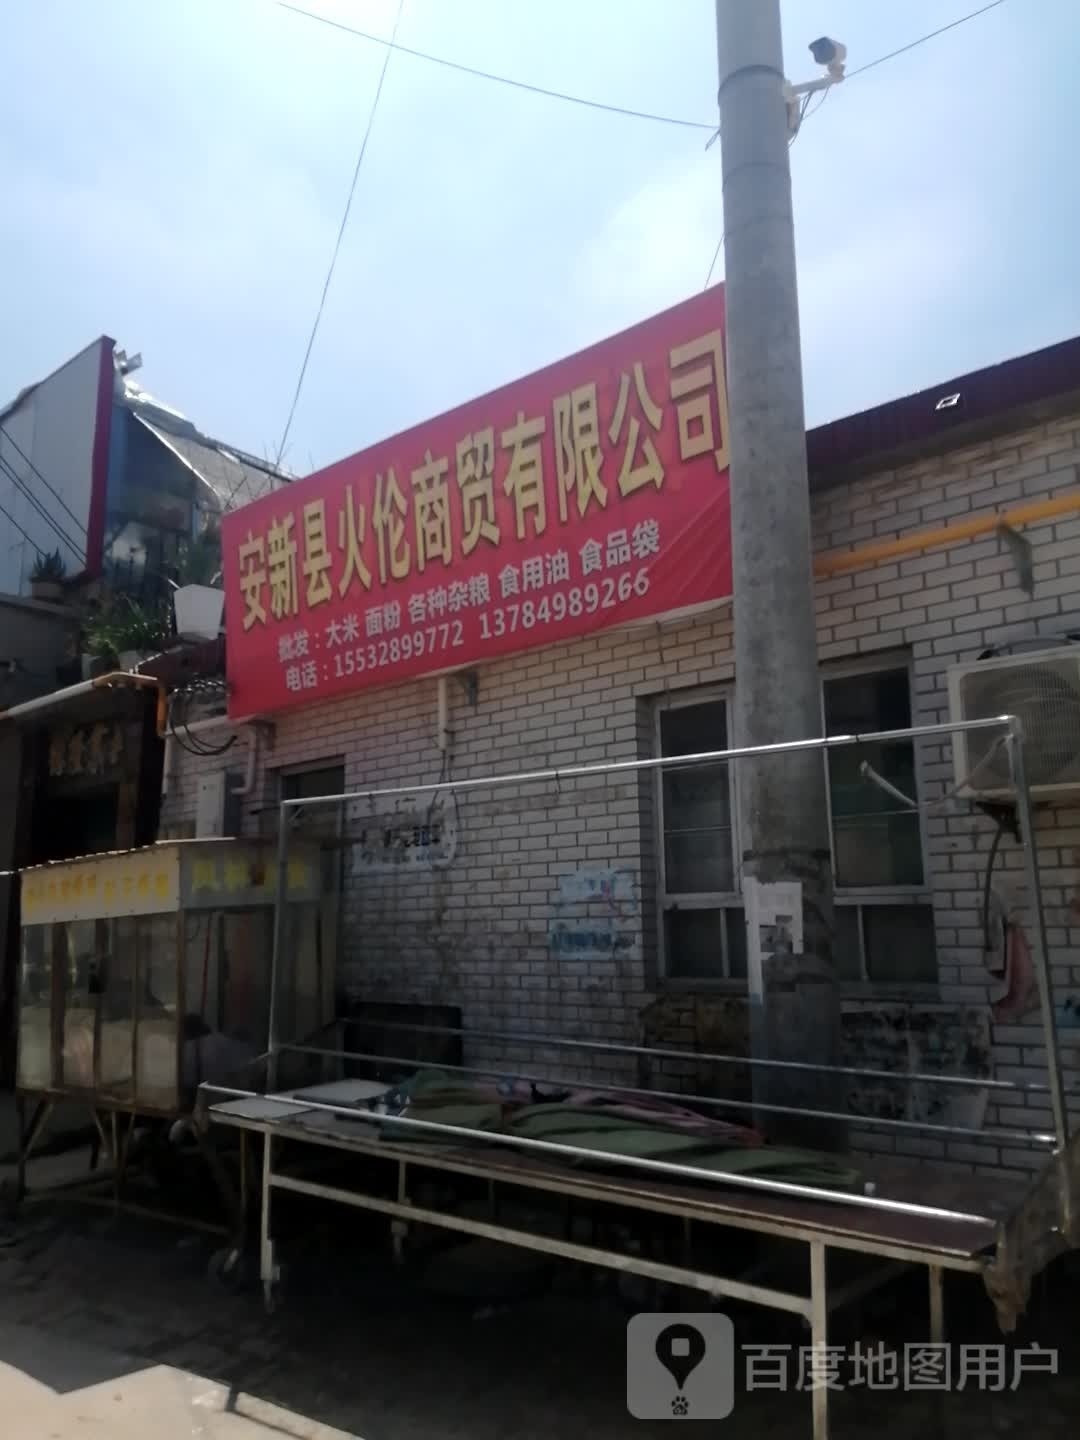 安新县火伦商贸有限公司
批发：大米 面粉 各种杂粮 食用油 食品袋
电话：15532899772 13784989266
百度地图用户